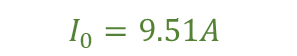 I₀ = 9.51A